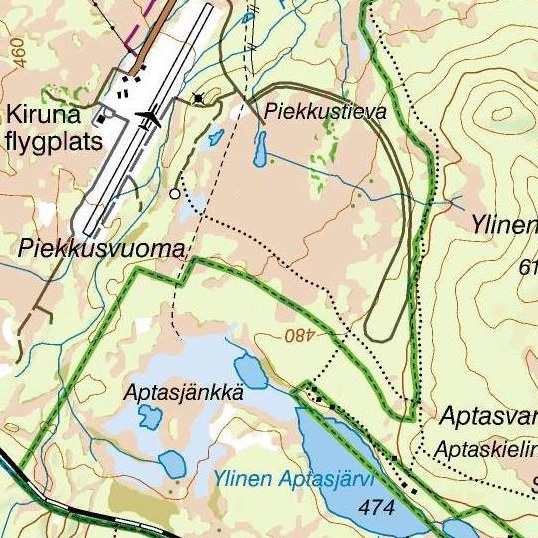 460
Kiruna
flygplats
Piekkustieva
Ylinen
Piekkusvuoma
61
480
Aptasjänkkä
Aptasvar
Aptaskielin
Ylinen Aptasjärvi
474